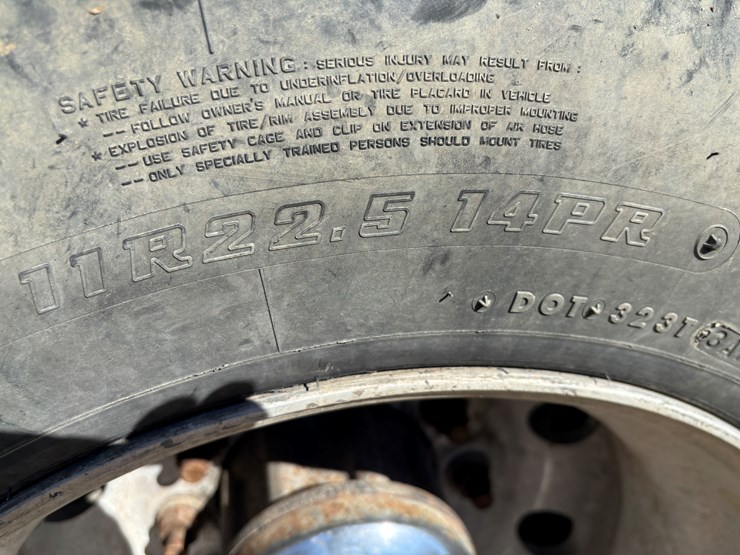 SAFETY WARNING: SERIOUS INJURY MAY RESULT FROM:
* TIRE FAILURE DUE TO UNDERINFLATION/OVERLOADING
-- FOLLOW OWNER'S MANUAL OR TIRE PLACARD IN VEHICLE
* EXPLOSION OF TIRE/RIM ASSEMBLY DUE TO IMPROPER MOUNTING
-- USE SAFETY CAGE AND CLIP ON EXTENSION OF AIR HOSE
-- ONLY SPECIALLY TRAINED PERSONS SHOULD MOUNT TIRES
11R22.5 14PR
DOT 323T